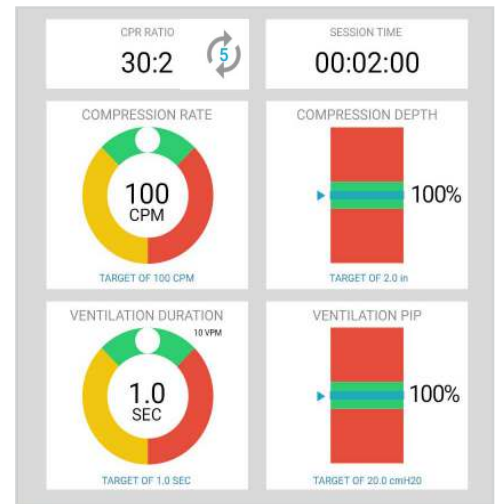 CPR RATIO
30:2
5
SESSION TIME
00:02:00
COMPRESSION RATE
100
CPM
TARGET OF 100 CPM
COMPRESSION DEPTH
100%
TARGET OF 2.0 in
VENTILATION DURATION
10 VPM
1.0
SEC
TARGET OF 1.0 SEC
VENTILATION PIP
100%
TARGET OF 20.0 cmH20